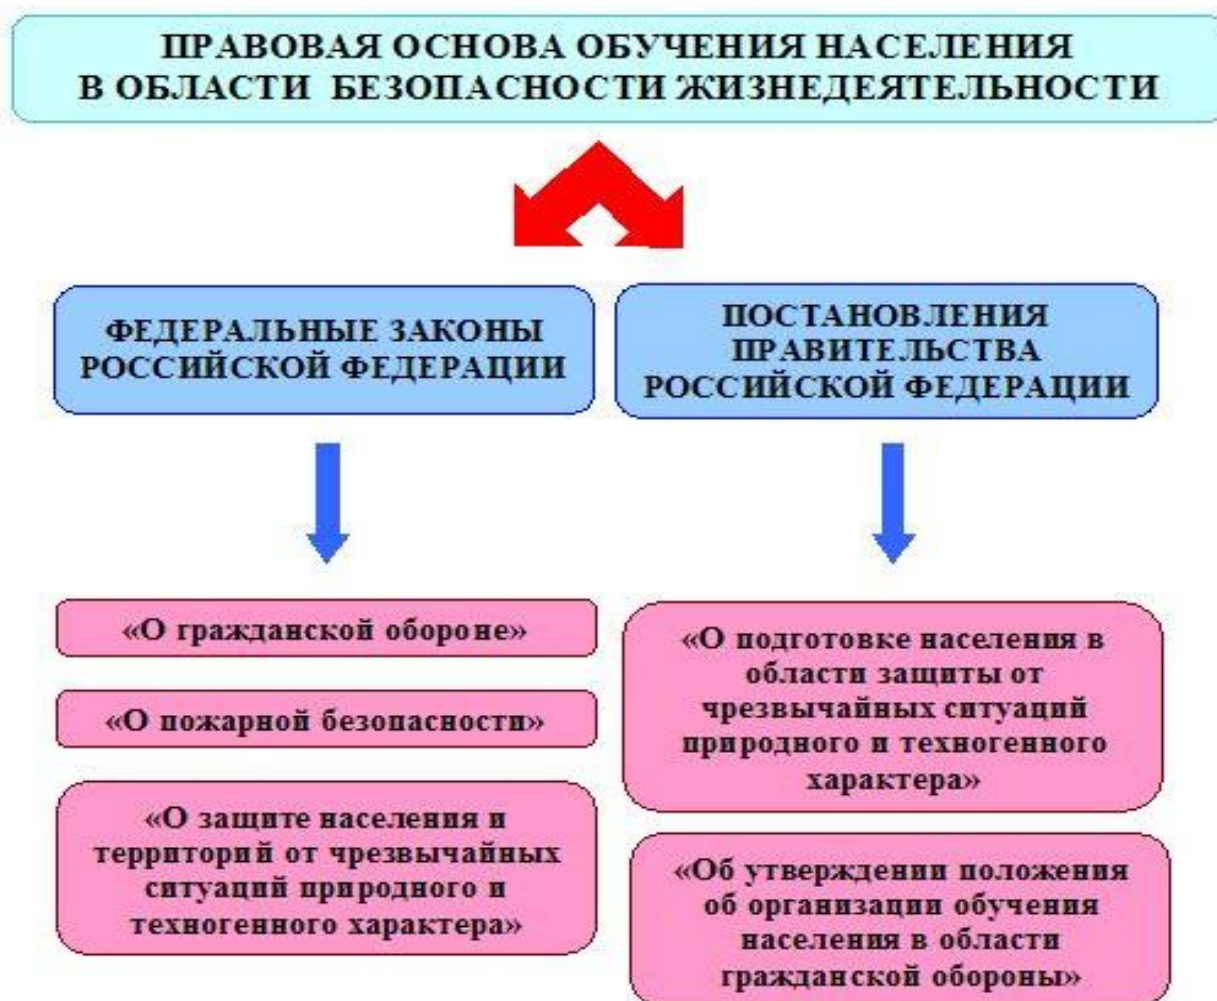 ПРАВОВАЯ ОСНОВА ОБУЧЕНИЯ НАСЕЛЕНИЯ
В ОБЛАСТИ БЕЗОПАСНОСТИ ЖИЗНЕДЕЯТЕЛЬНОСТИ
ФЕДЕРАЛЬНЫЕ ЗАКОНЫ
РОССИЙСКОЙ ФЕДЕРАЦИИ
«О гражданской обороне»
«О пожарной безопасности»
«О защите населения и
территорий от чрезвычайных
ситуаций природного и
техногенного характера»
ПОСТАНОВЛЕНИЯ
ПРАВИТЕЛЬСТВА
РОССИЙСКОЙ ФЕДЕРАЦИИ
«О подготовке населения в
области защиты от
чрезвычайных ситуаций
природного и техногенного
характера»
«Об утверждении положения
об организации обучения
населения в области
гражданской обороны»